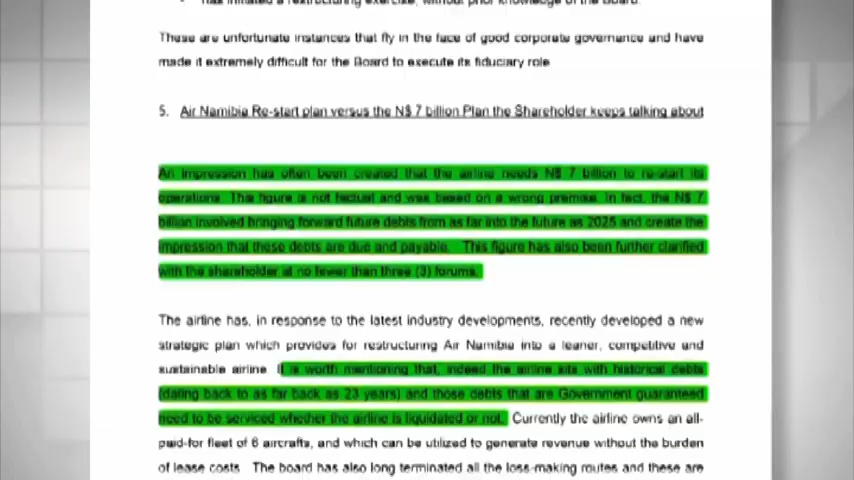 has initiated a restructuring exercise, without prior knowledge of the Board.
These are unfortunate instances that fly in the face of good corporate governance and have
made it extremely difficult for the Board to execute its fiduciary role
5. Air Namibia Re-start plan versus the N$ 7 billion Plan the Shareholder keeps talking about
An impression has often been created that the airline needs N$ 7 billion to re-start its
operations. This figure is not factual and was based on a wrong premise. In fact, the N$ 7
billion involved bringing forward future debts from as far into the future as 2025 and create the
impression that these debts are due and payable. This figure has also been further clarified
with the shareholder at no fewer than three (3) forums.
The airline has, in response to the latest industry developments, recently developed a new
strategic plan which provides for restructuring Air Namibia into a leaner, competitive and
sustainable airline. It is worth mentioning that, indeed the airline sits with historical debts
(dating back to as far back as 23 years) and those debts that are Government guaranteed
need to be serviced whether the airline is liquidated or not. Currently the airline owns an all-
paid-for fleet of 6 aircrafts, and which can be utilized to generate revenue without the burden
of lease costs. The board has also long terminated all the loss-making routes and these are